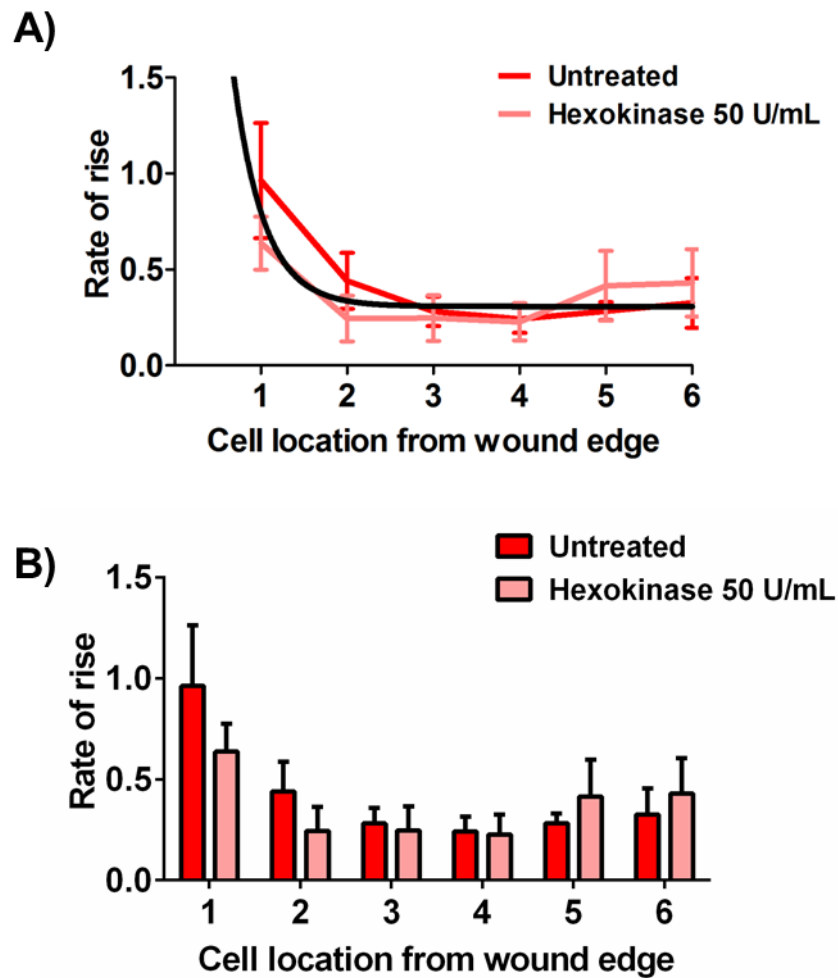 A)
Untreated
Hexokinase 50 U/mL
Rate of rise
1.5
1.0
0.5
0.0
1 2 3 4 5 6
Cell location from wound edge
B)
Untreated
Hexokinase 50 U/mL
Rate of rise
1.5
1.0
0.5
0.0
1 2 3 4 5 6
Cell location from wound edge